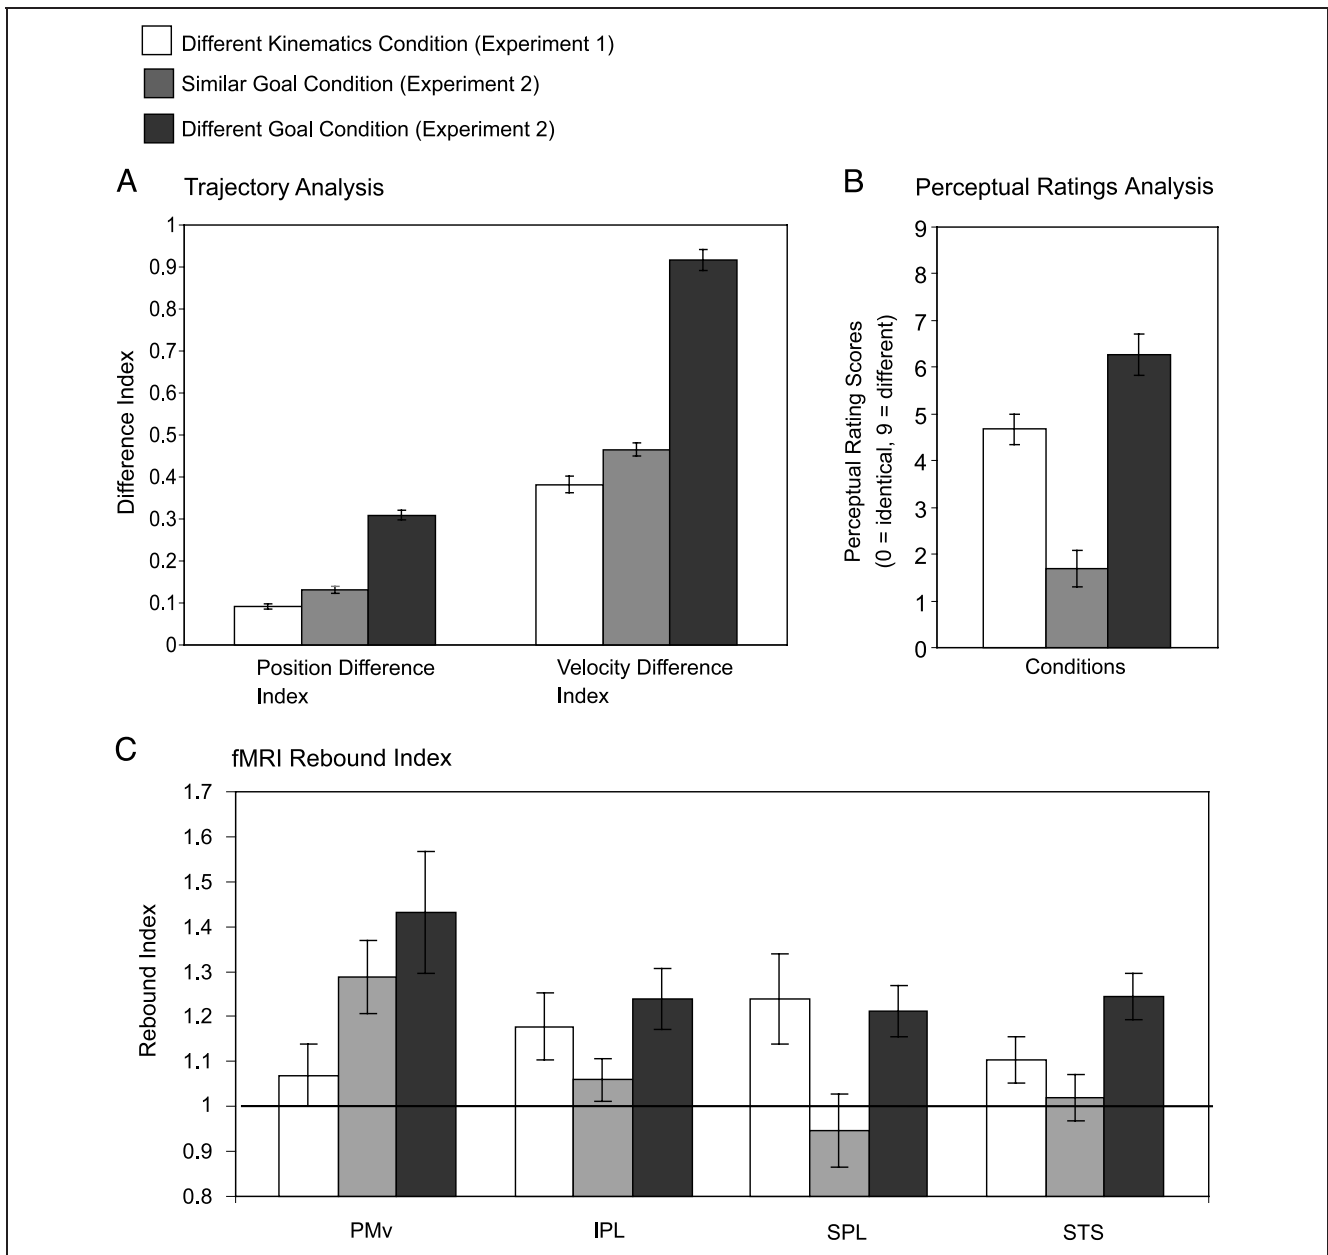 Different Kinematics Condition (Experiment 1)
Similar Goal Condition (Experiment 2)
Different Goal Condition (Experiment 2)
A Trajectory Analysis
1
0.9
0.8
0.7
0.6
0.5
0.4
0.3
0.2
0.1
0
Difference Index
Position Difference
Index
Velocity Difference
Index
B Perceptual Ratings Analysis
9
8
7
6
5
4
3
2
1
0
Perceptual Rating Scores
(0 = identical, 9 = different)
Conditions
C fMRI Rebound Index
1.7
1.6
1.5
1.4
1.3
1.2
1.1
1
0.9
0.8
Rebound Index
PMv IPL SPL STS